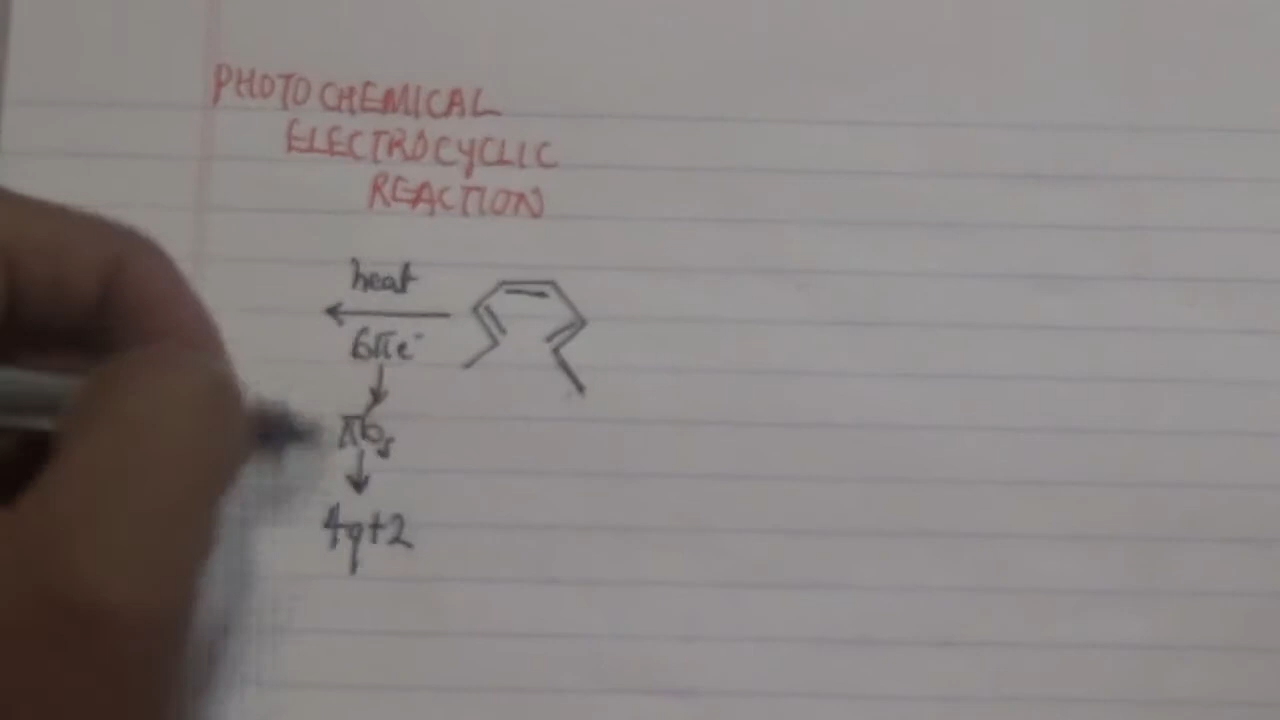 PHOTOCHEMICAL
ELECTROCYCLIC
REACTION
heat
6πe⁻
π6s
4q+2